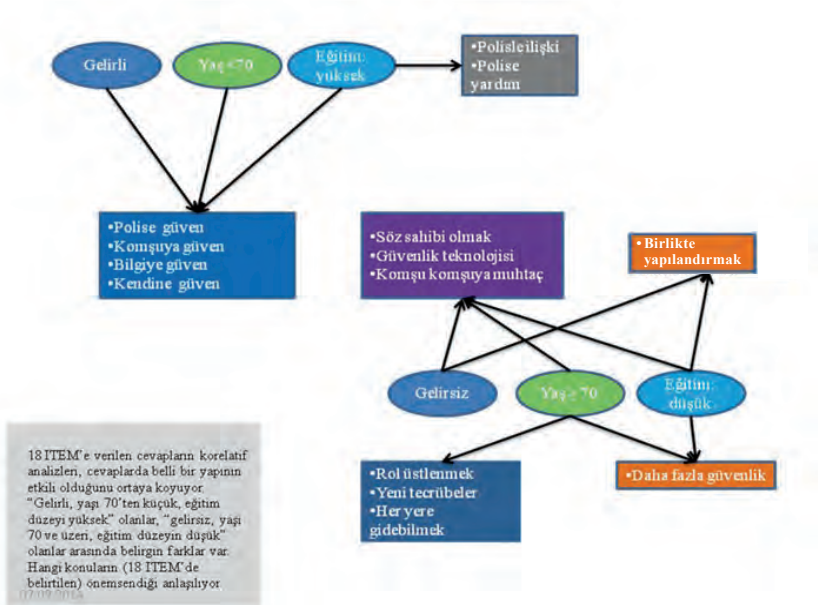 Gelirli
Yaş<70
Eğitim:
yüksek
•Polisle ilişki
•Polise
yardım
•Polise güven
•Komşuya güven
•Bilgiye güven
•Kendine güven
•Söz sahibi olmak
•Güvenlik teknolojisi
•Komşu komşuya muhtaç
• Birlikte
yapılandırmak
Gelirsiz
Yaş≥ 70
Eğitim:
düşük
•Rol üstlenmek
•Yeni tecrübeler
•Her yere
gidebilmek
•Daha fazla güvenlik
18 ITEM’e verilen cevapların korelatif
analizleri, cevaplarda belli bir yapının
etkili olduğunu ortaya koyuyor.
“Gelirli, yaşı 70’ten küçük, eğitim
düzeyi yüksek” olanlar, “gelirsiz, yaşı
70 ve üzeri, eğitim düzeyin düşük”
olanlar arasında belirgin farklar var.
Hangi konuların (18 ITEM’de
belirtilen) önemsendiği anlaşılıyor